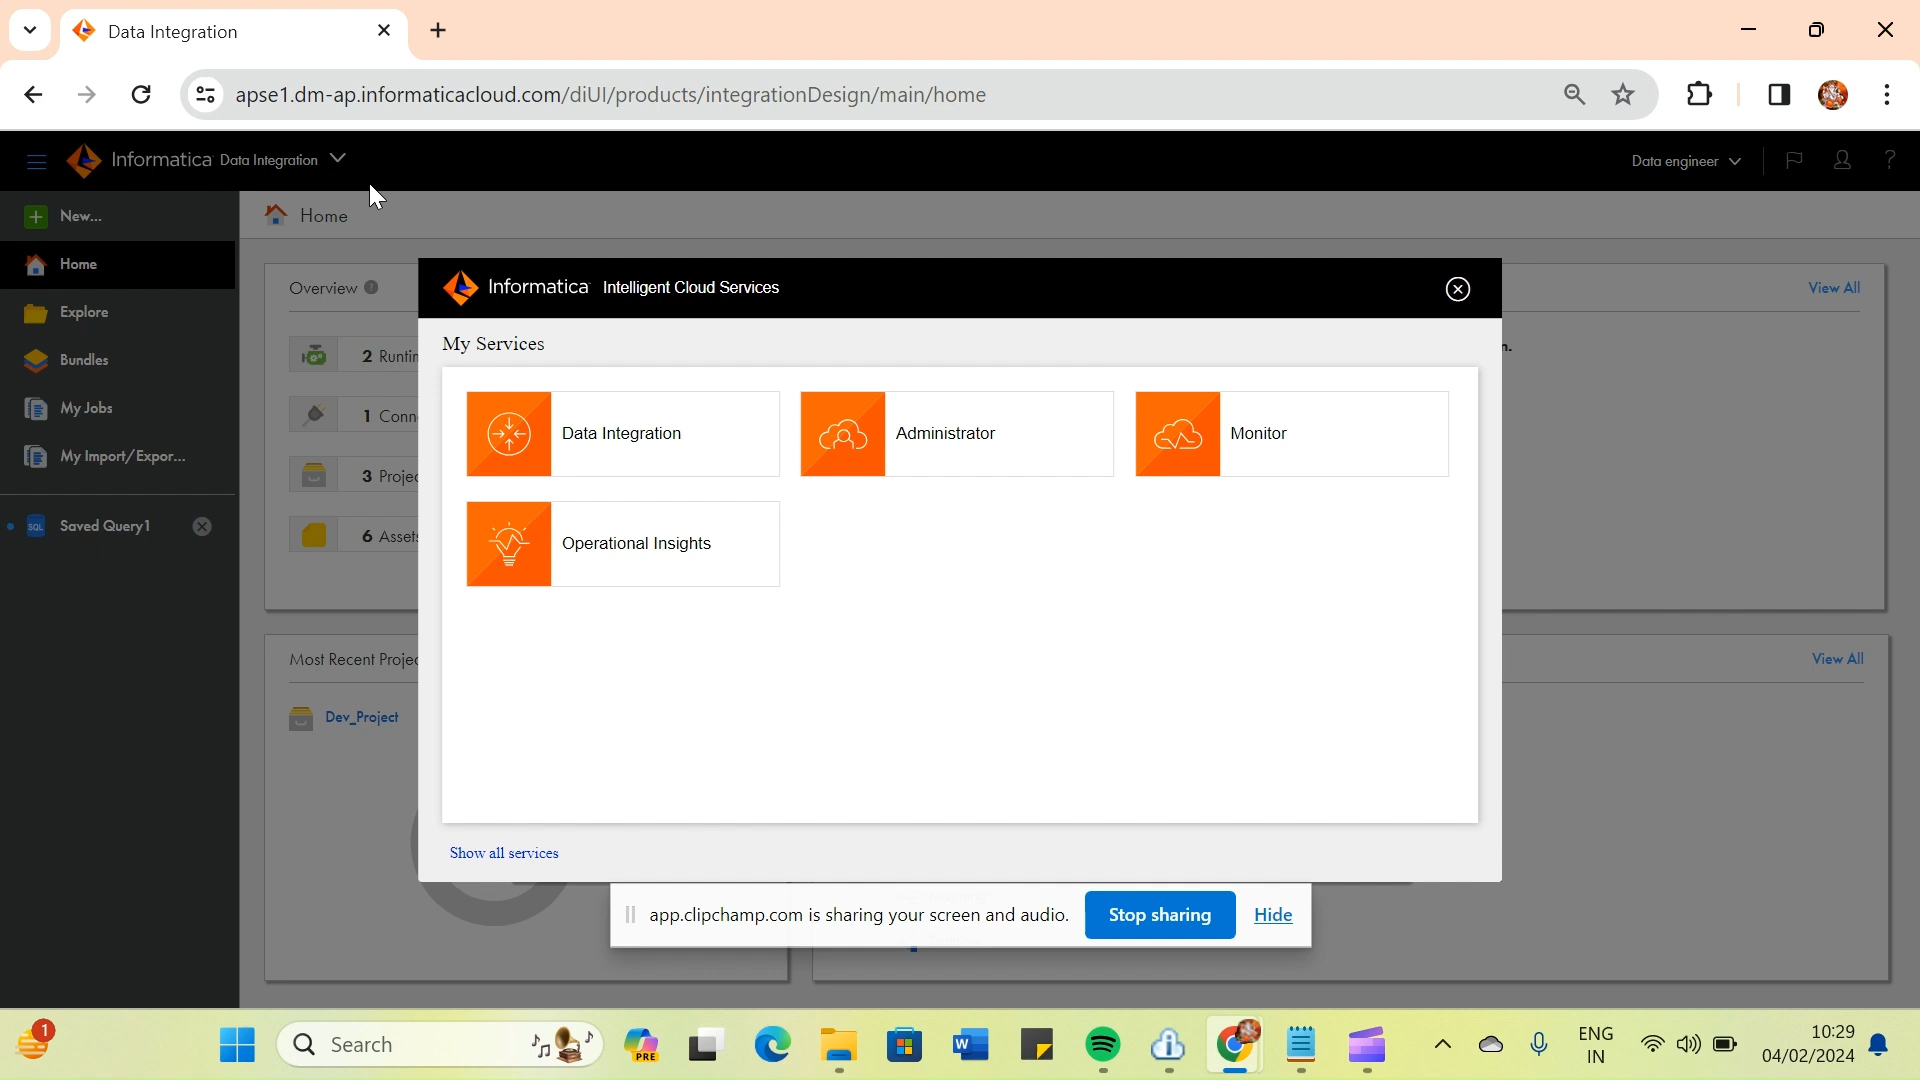 Data Integration
apse1.dm-ap.informaticacloud.com/diUI/products/integrationDesign/main/home
Informatica Data Integration
Data engineer
?
New...
Home
Home
Explore
Bundles
My Jobs
My Import/Expor...
SQL Saved Query1
Overview
2 Runtin
1 Conn
3 Projec
6 Assets
View All
n.
Informatica Intelligent Cloud Services
My Services
Data Integration
Administrator
Monitor
Operational Insights
Show all services
Most Recent Projec
View All
Dev_Project
app.clipchamp.com is sharing your screen and audio.
Stop sharing
Hide
1
Search
PRE
W
ENG
IN
10:29
04/02/2024